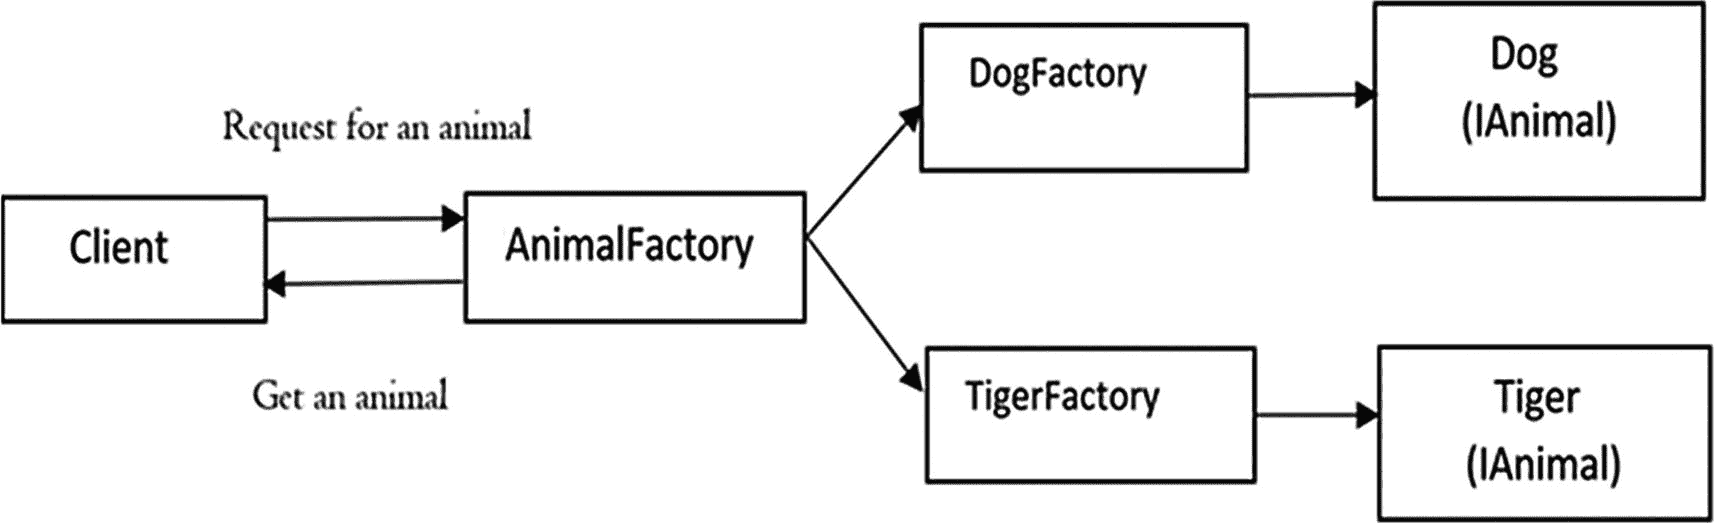 Request for an animal
Client
AnimalFactory
Get an animal
DogFactory
Dog
(IAnimal)
TigerFactory
Tiger
(IAnimal)